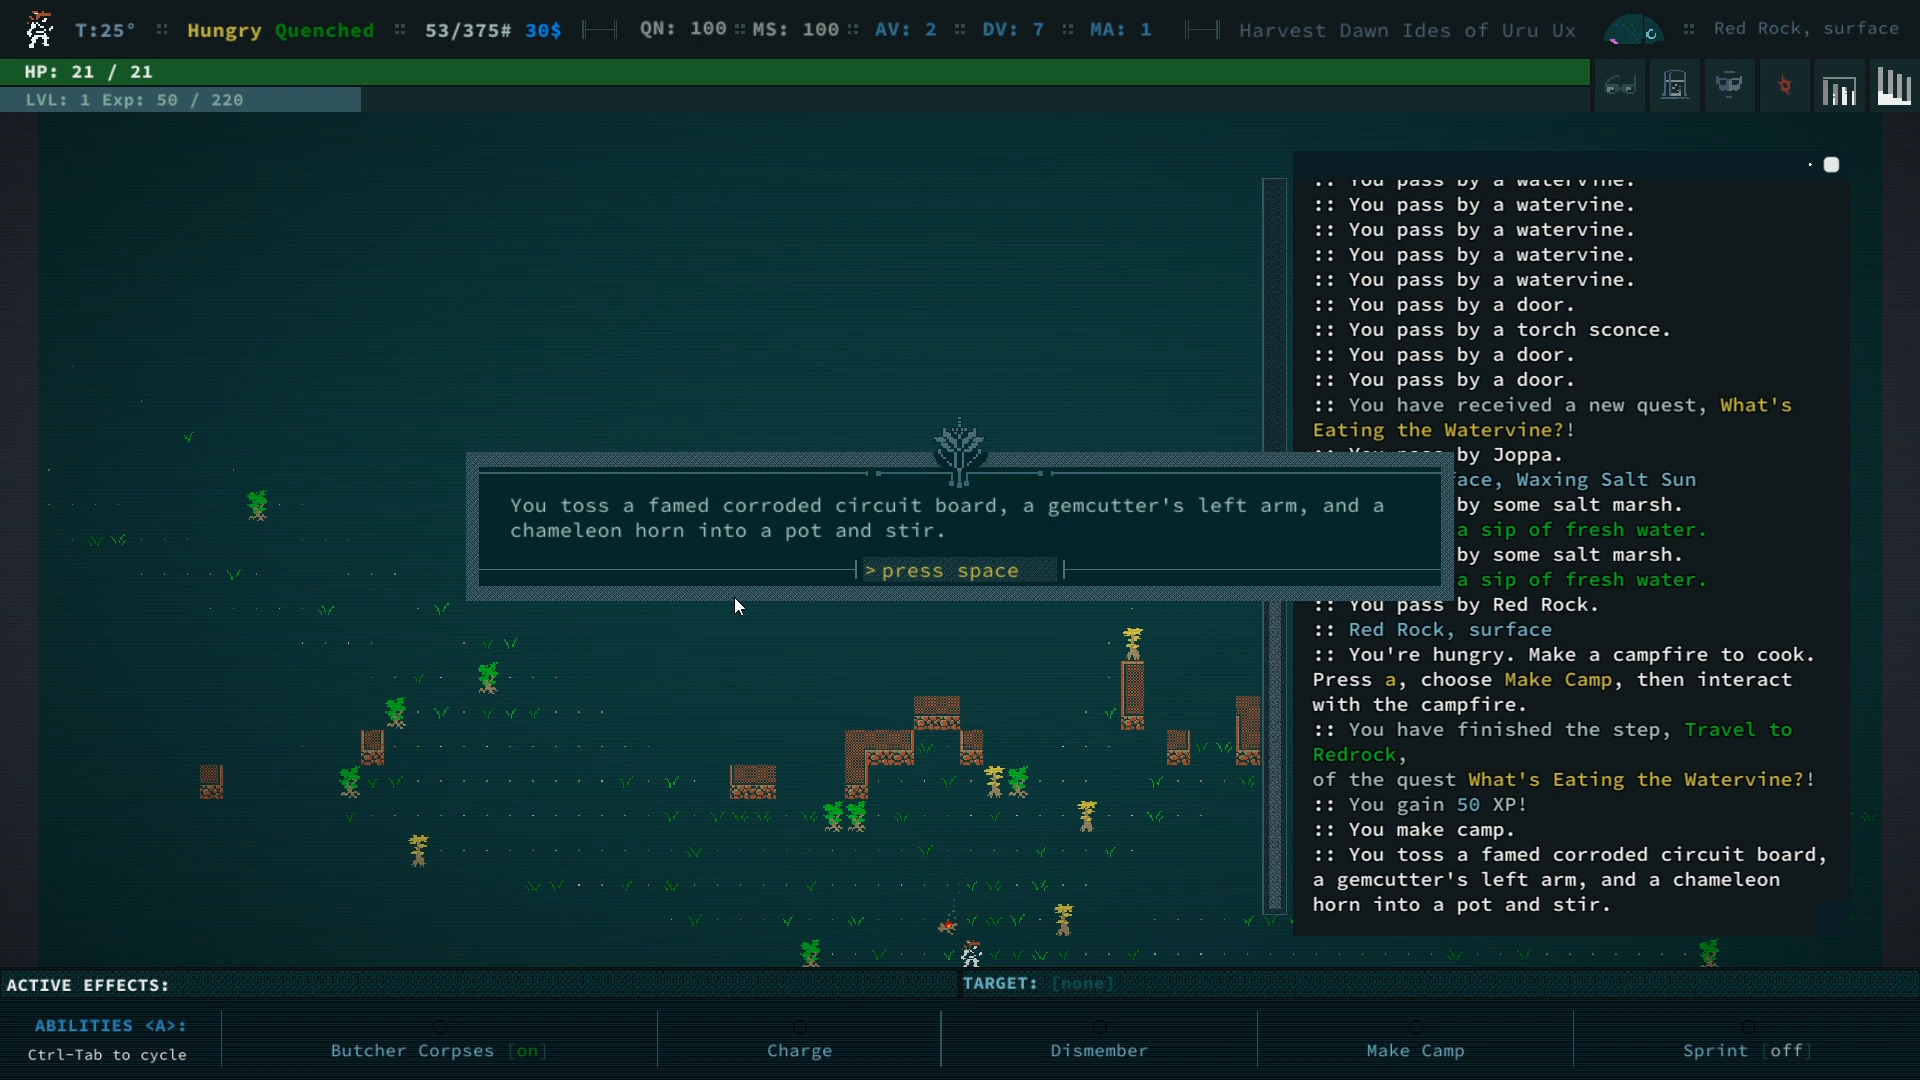 T:25° :: Hungry Quenched :: 53/375# 30$ QN: 100 :: MS: 100 :: AV: 2 :: DV: 7 :: MA: 1 Harvest Dawn Ides of Uru Ux :: Red Rock, surface
HP: 21 / 21
LVL: 1 Exp: 50 / 220
:: You pass by a watervine.
:: You pass by a watervine.
:: You pass by a watervine.
:: You pass by a watervine.
:: You pass by a watervine.
:: You pass by a door.
:: You pass by a torch sconce.
:: You pass by a door.
:: You pass by a door.
:: You have received a new quest, What's
Eating the Watervine?!
by Joppa.
ace, Waxing Salt Sun
by some salt marsh.
a sip of fresh water.
by some salt marsh.
a sip of fresh water.
:: You pass by Red Rock.
:: Red Rock, surface
:: You're hungry. Make a campfire to cook.
Press a, choose Make Camp, then interact
with the campfire.
:: You have finished the step, Travel to
Redrock,
of the quest What's Eating the Watervine?!
:: You gain 50 XP!
:: You make camp.
:: You toss a famed corroded circuit board,
a gemcutter's left arm, and a chameleon
horn into a pot and stir.
You toss a famed corroded circuit board, a gemcutter's left arm, and a
chameleon horn into a pot and stir.
>press space
ACTIVE EFFECTS:
TARGET: [none]
ABILITIES <A>:
Ctrl-Tab to cycle
Butcher Corpses [on]
Charge
Dismember
Make Camp
Sprint [off]